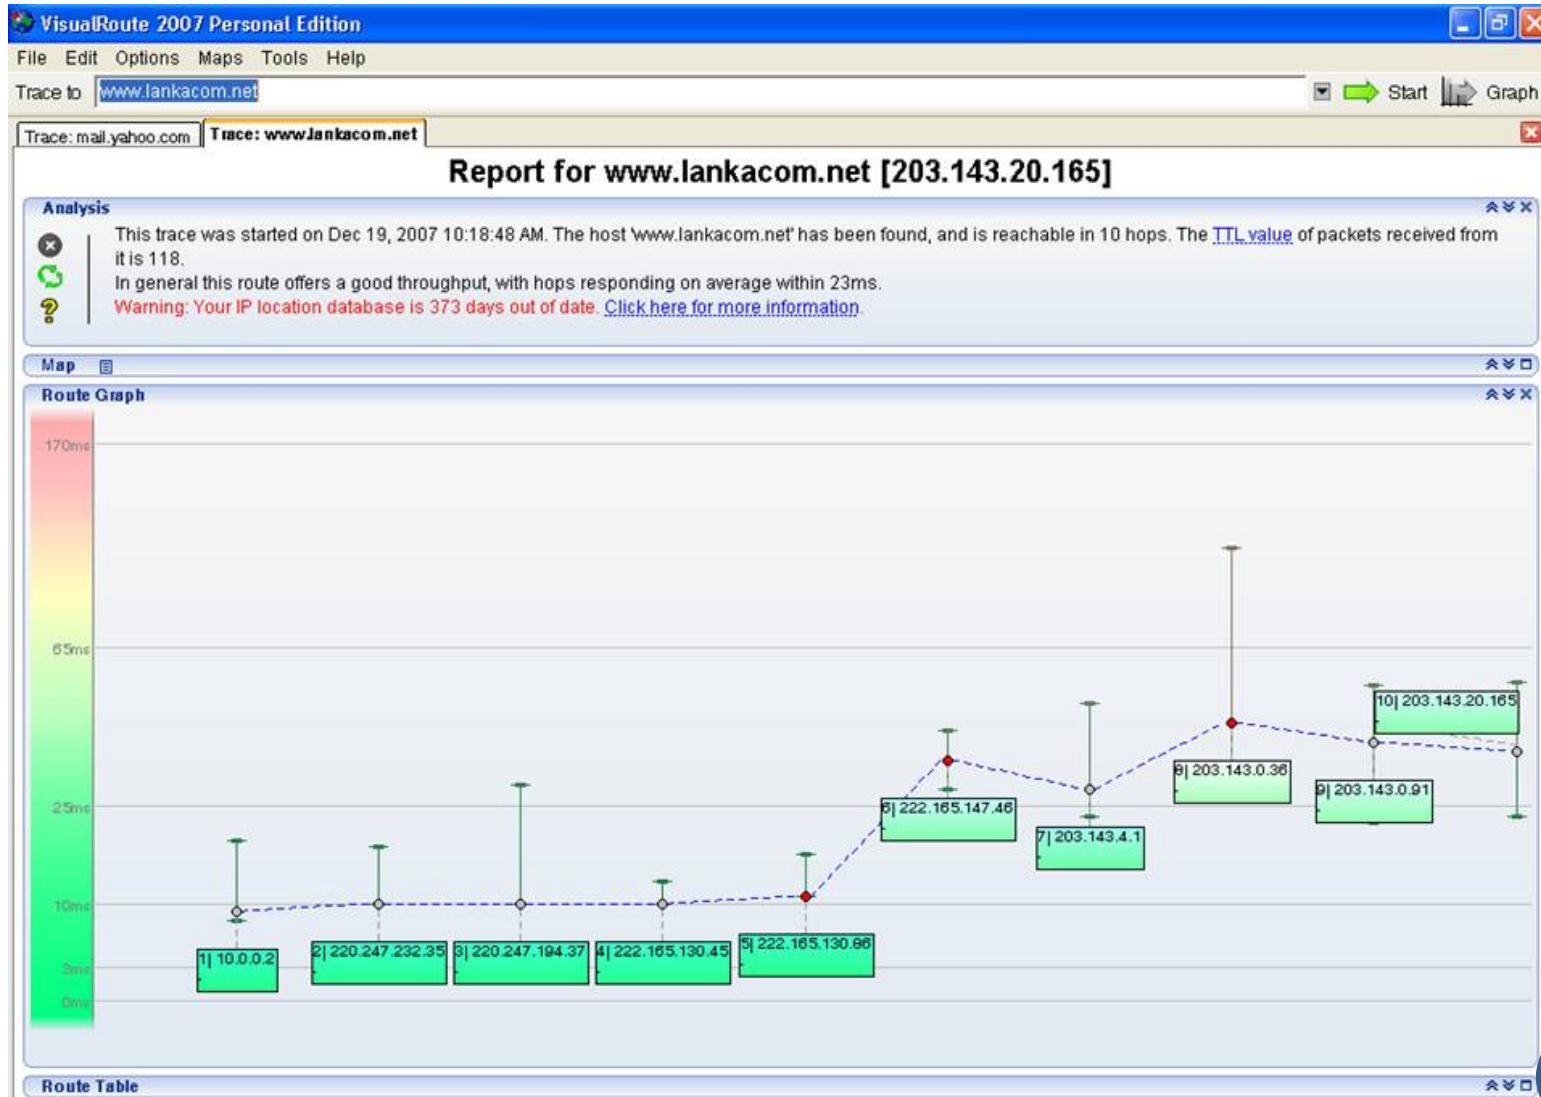 VisualRoute 2007 Personal Edition
File Edit Options Maps Tools Help
Trace to www.lankacom.net Start Graph
Trace: mail.yahoo.com Trace: www.lankacom.net
Report for www.lankacom.net [203.143.20.165]
Analysis
This trace was started on Dec 19, 2007 10:18:48 AM. The host 'www.lankacom.net' has been found, and is reachable in 10 hops. The TTL value of packets received from
it is 118.
In general this route offers a good throughput, with hops responding on average within 23ms.
Warning: Your IP location database is 373 days out of date. Click here for more information.
Map
Route Graph
170ms
65ms
10| 203.143.20.165
8| 203.143.0.36
9| 203.143.0.91
25ms
6| 222.165.147.46
7| 203.143.4.1
10ms
5| 222.165.130.86
1| 10.0.0.2
2| 220.247.232.35
3| 220.247.194.37
4| 222.165.130.45
3ms
0ms
Route Table